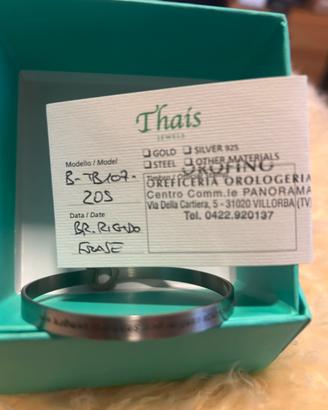 Thais
JEWELS
☐ GOLD ☐ SILVER 925
☐ STEEL ☐ OTHER MATERIALS
Modello / Model
B-TB107-
20S
Data / Date
BR. RIGIDO
FRASE
OROFINO
OREFICERIA OROLOGERIA
Centro Comm.le PANORAMA
Via Della Cartiera, 5 - 31020 VILLORBA (TV
Tel. 0422.920137